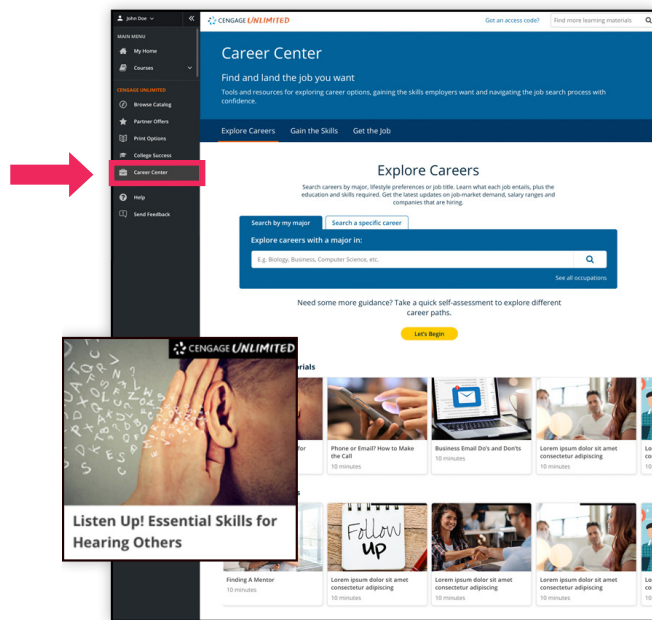 John Doe
CENGAGE UNLIMITED
Got an access code?
Find more learning materials
MAIN MENU
My Home
Courses
CENGAGE UNLIMITED
Browse Catalog
Partner Offers
Print Options
College Success
Career Center
Help
Send Feedback
Career Center
Find and land the job you want
Tools and resources for exploring career options, gaining the skills employers want and navigating the job search process with
confidence.
Explore Careers Gain the Skills Get the Job
Explore Careers
Search careers by major, lifestyle preferences or job title. Learn what each job entails, plus the
education and skills required. Get the latest updates on job-market demand, salary ranges and
companies that are hiring.
Search by my major Search a specific career
Explore careers with a major in:
E.g. Biology, Business, Computer Science, etc.
See all occupations
Need some more guidance? Take a quick self-assessment to explore different
career paths.
Let's Begin
CENGAGE UNLIMITED
Listen Up! Essential Skills for
Hearing Others
Phone or Email? How to Make
the Call
10 minutes
Business Email Do's and Don'ts
10 minutes
Lorem ipsum dolor sit amet
consectetur adipiscing
10 minutes
Follow
UP
Finding A Mentor
10 minutes
Lorem ipsum dolor sit amet
consectetur adipiscing
10 minutes
Lorem ipsum dolor sit amet
consectetur adipiscing
10 minutes
Lorem ipsum dolor sit amet
consectetur adipiscing
10 minutes